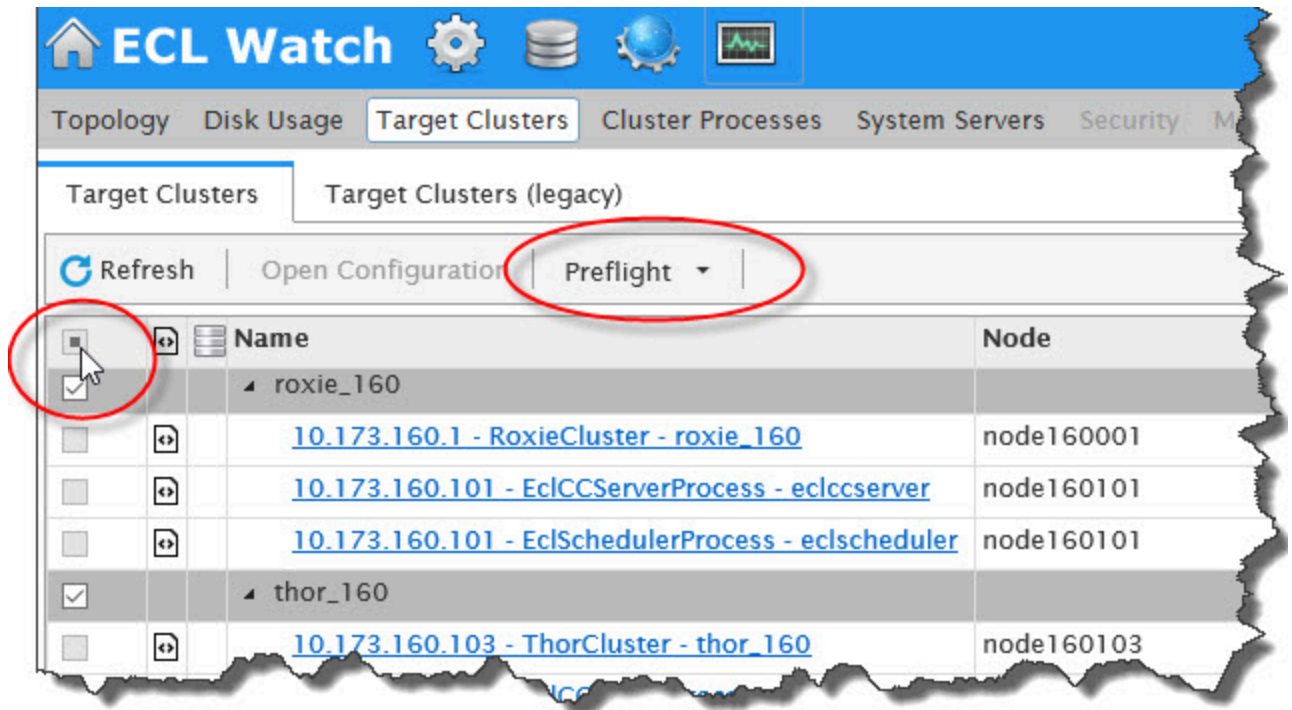 ECL Watch
Topology Disk Usage Target Clusters Cluster Processes System Servers Security
Target Clusters Target Clusters (legacy)
Refresh Open Configuration Preflight
Name Node
roxie_160
10.173.160.1 - RoxieCluster - roxie_160 node160001
10.173.160.101 - EclCCServerProcess - eclccserver node160101
10.173.160.101 - EclSchedulerProcess - eclscheduler node160101
thor_160
10.173.160.103 - ThorCluster - thor_160 node160103